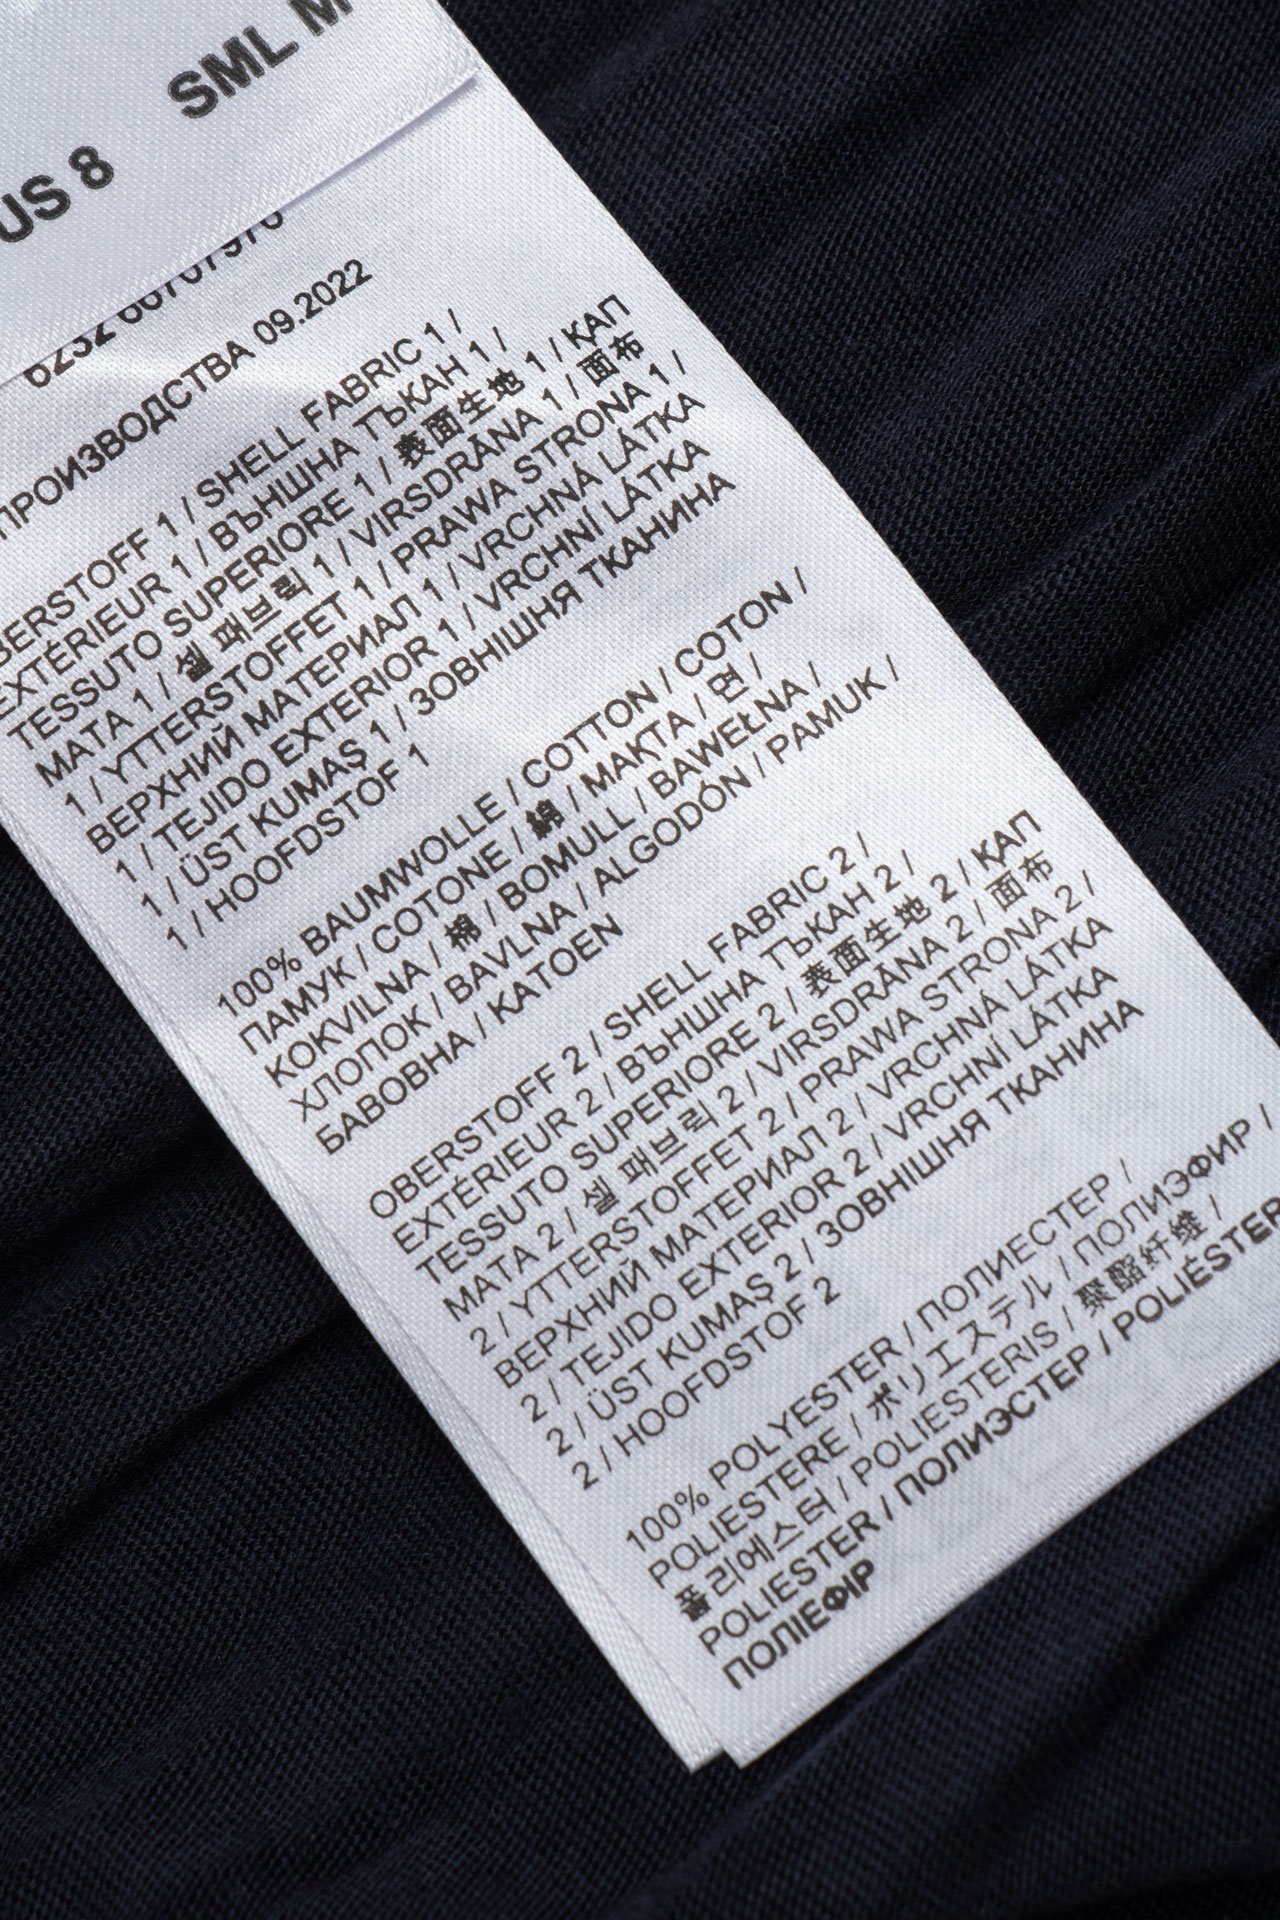 SML M
US 8
ПРОИЗВОДСТВА 09.2022
OBERSTOFF 1 / SHELL FABRIC 1 /
EXTÉRIEUR 1 / ВЪНШНА ТЪКАН 1 /
TESSUTO SUPERIORE 1 / 表面生地 1 / ҚАП
МАТА 1 / 셸 패브릭 1 / VIRSDRĀNA 1 / 面布
1 / YTTERSTOFFET 1 / PRAWA STRONA 1 /
ВЕРХНИЙ МАТЕРИАЛ 1 / VRCHNÁ LÁTKA
1 / TEJIDO EXTERIOR 1 / VRCHNÍ LÁTKA
1 / ÜST KUMAŞ 1 / ЗОВНІШНЯ ТКАНИНА
1 / HOOFDSTOF 1
100% BAUMWOLLE / COTTON / COTON /
ПАМУК / COTONE / 綿 / МАҚТА / 면 /
KOKVILNA / 棉 / BOMULL / BAWEŁNA /
ХЛОПОК / BAVLNA / ALGODÓN / PAMUK /
БАВОВНА / KATOEN
OBERSTOFF 2 / SHELL FABRIC 2 /
EXTÉRIEUR 2 / ВЪНШНА ТЪКАН 2 /
TESSUTO SUPERIORE 2 / 表面生地 2 / ҚАП
МАТА 2 / 셸 패브릭 2 / VIRSDRĀNA 2 / 面布
2 / YTTERSTOFFET 2 / PRAWA STRONA 2 /
ВЕРХНИЙ МАТЕРИАЛ 2 / VRCHNÁ LÁTKA
2 / TEJIDO EXTERIOR 2 / VRCHNÍ LÁTKA
2 / ÜST KUMAŞ 2 / ЗОВНІШНЯ ТКАНИНА
2 / HOOFDSTOF 2
100% POLYESTER / ПОЛИЕСТЕР /
POLIESTERE / ポリエステル / ПОЛИЭФИР /
폴리에스터 / POLIESTERIS / 聚酯纤维 /
POLIESTER / ПОЛИЭСТЕР / POLIÉSTER
ПОЛІЕФІР